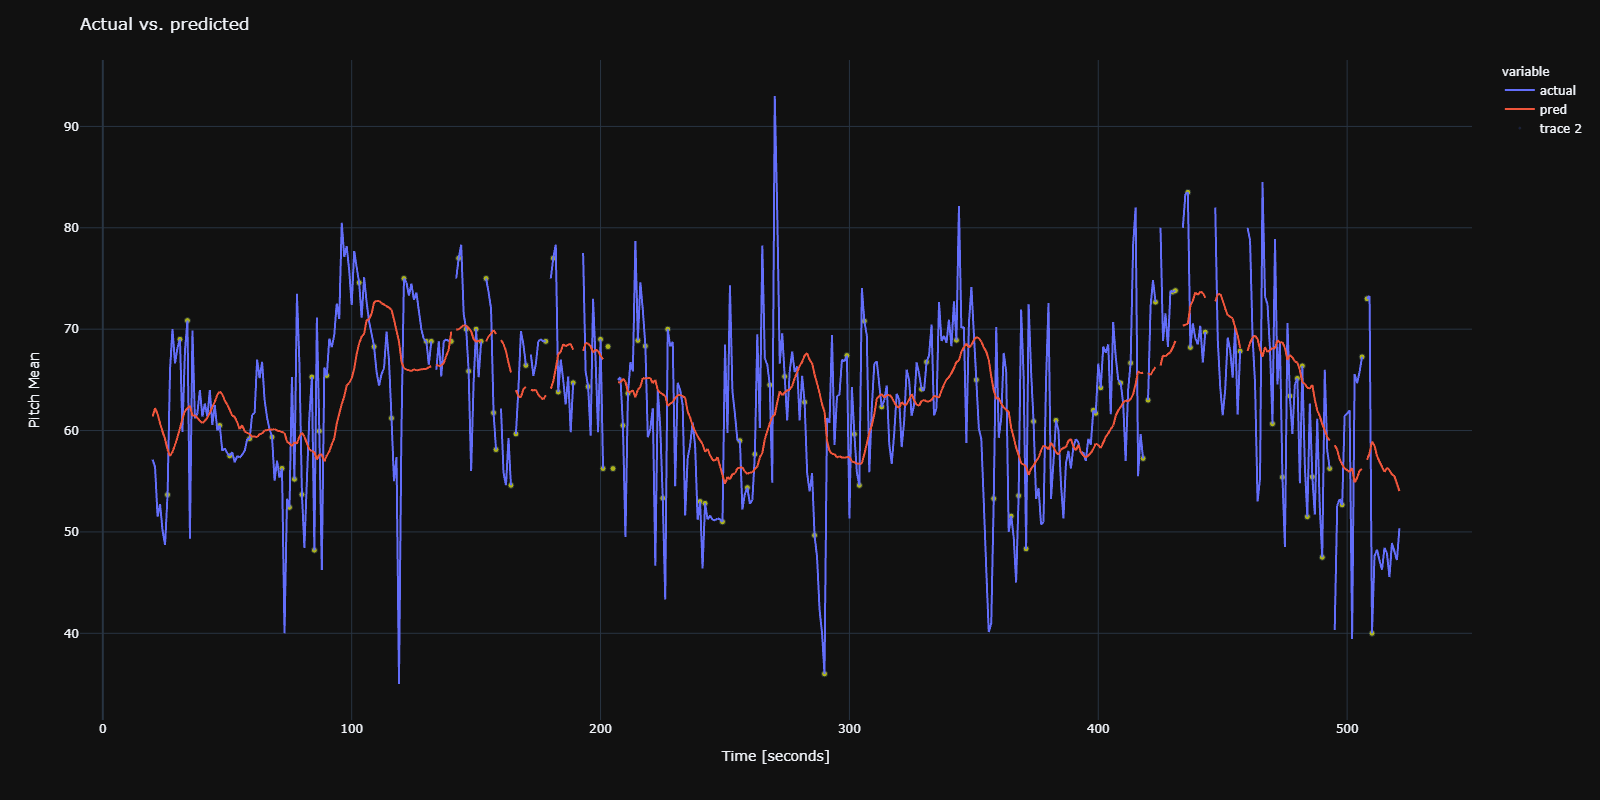 Actual vs. predicted
variable
actual
pred
trace 2
Pitch Mean
90
80
70
60
50
40
0 100 200 300 400 500
Time [seconds]